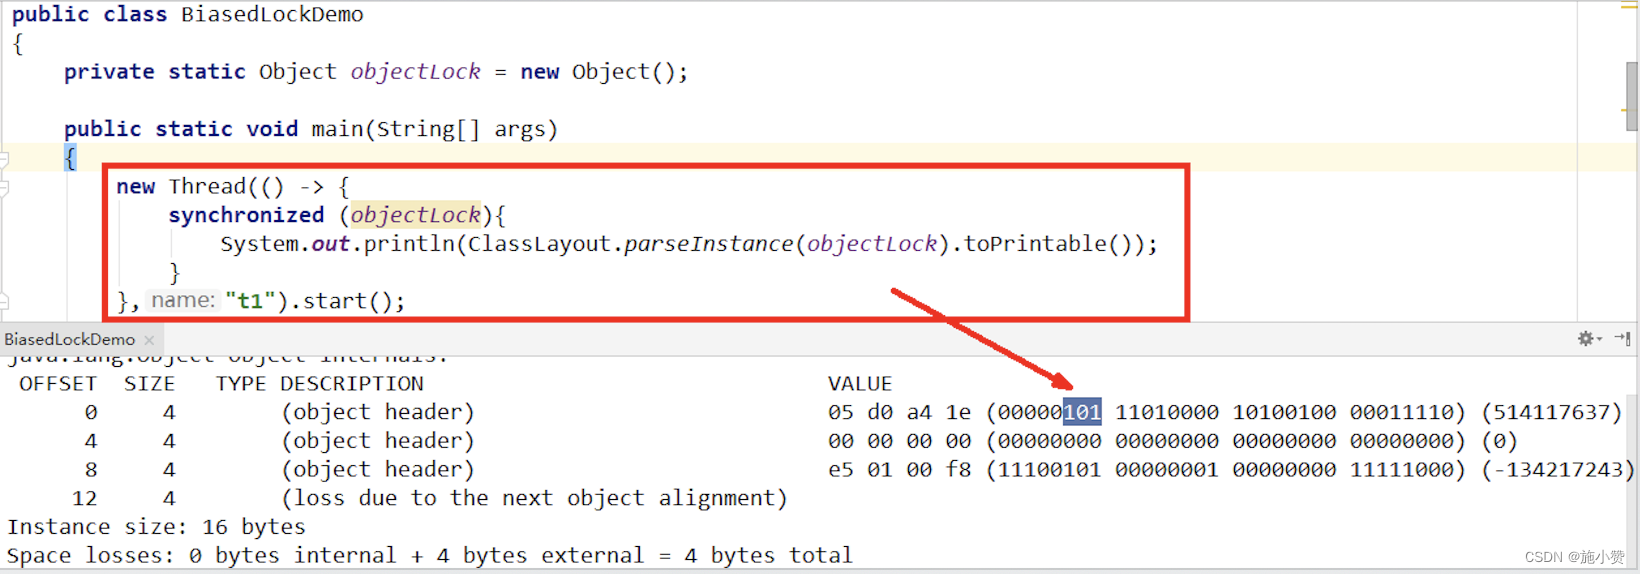 public class BiasedLockDemo
{
private static Object objectLock = new Object();
public static void main(String[] args)
{
new Thread(() -> {
synchronized (objectLock){
System.out.println(ClassLayout.parseInstance(objectLock).toPrintable());
}
}, name: "t1").start();
BiasedLockDemo ×
java.lang.Object object internals:
OFFSET SIZE TYPE DESCRIPTION VALUE
0 4 (object header) 05 d0 a4 1e (00000101 11010000 10100100 00011110) (514117637)
4 4 (object header) 00 00 00 00 (00000000 00000000 00000000 00000000) (0)
8 4 (object header) e5 01 00 f8 (11100101 00000001 00000000 11111000) (-134217243)
12 4 (loss due to the next object alignment)
Instance size: 16 bytes
Space losses: 0 bytes internal + 4 bytes external = 4 bytes total
CSDN @施小赞